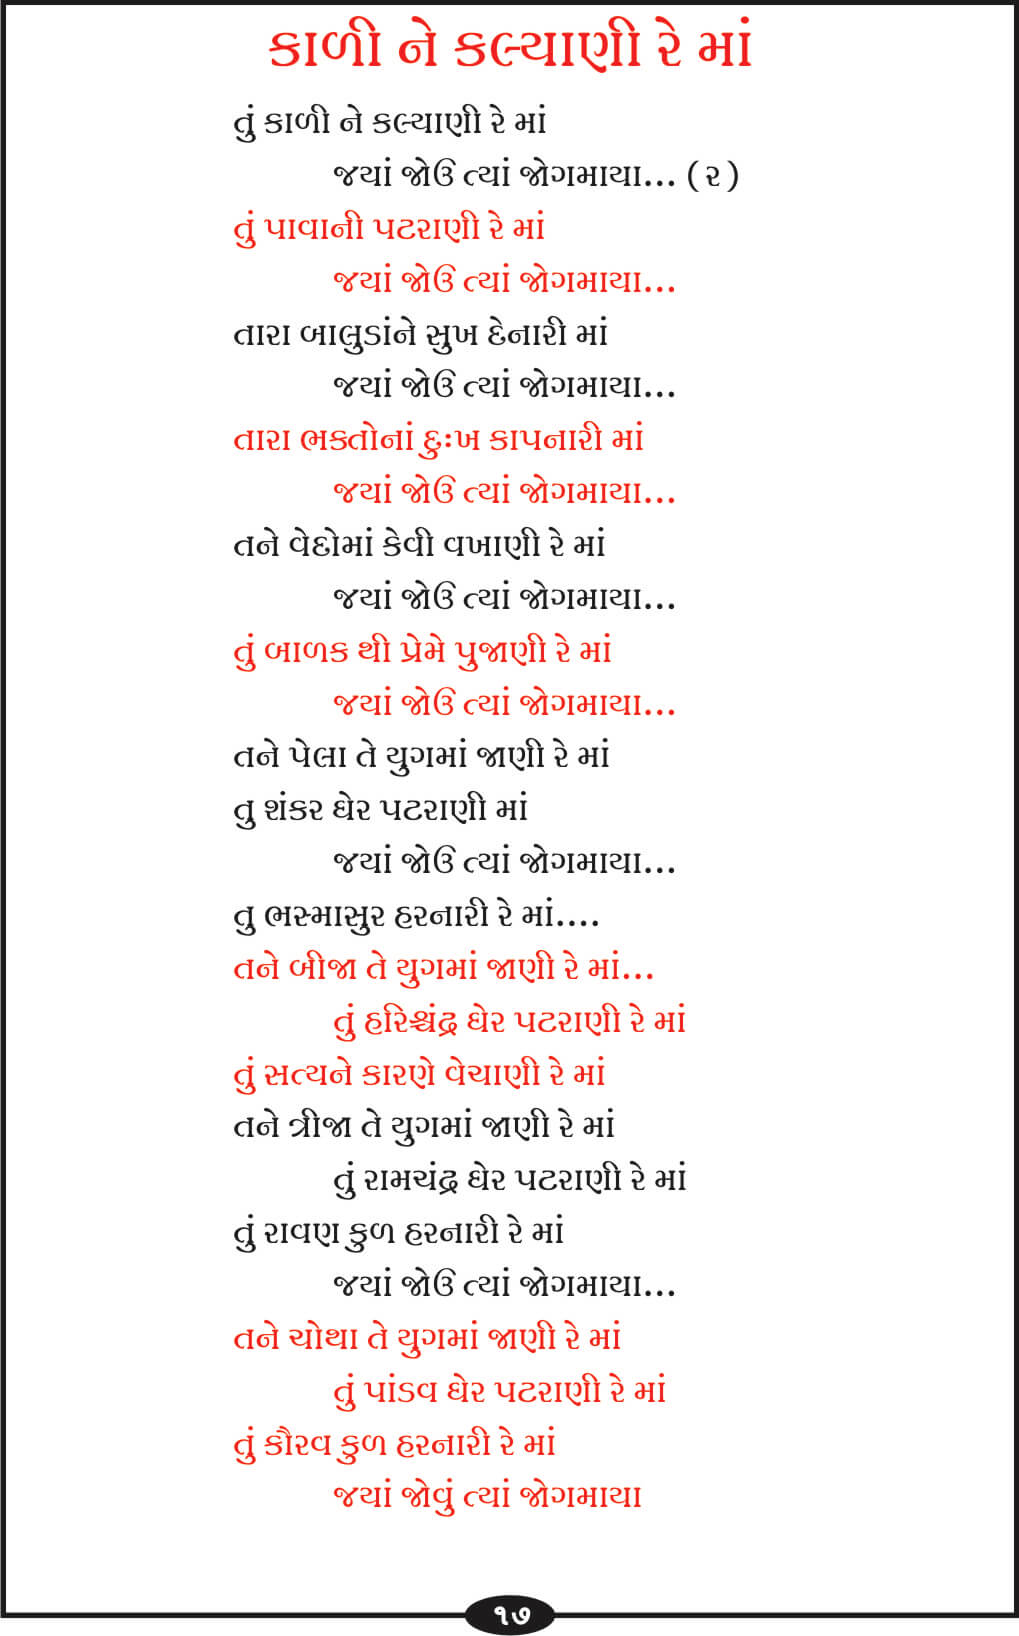 કાળી ને કલ્યાણી રે માં
તું કાળી ને કલ્યાણી રે માં
જયાં જોઉ ત્યાં જોગમાયા... (૨)
તું પાવાની પટરાણી રે માં
જયાં જોઉ ત્યાં જોગમાયા...
તારા બાલુડાંને સુખ દેનારી માં
જયાં જોઉ ત્યાં જોગમાયા...
તારા ભક્તોનાં દુઃખ કાપનારી માં
જયાં જોઉ ત્યાં જોગમાયા...
તને વેદોમાં કેવી વખાણી રે માં
જયાં જોઉ ત્યાં જોગમાયા...
તું બાળક થી પ્રેમે પુજાણી રે માં
જયાં જોઉ ત્યાં જોગમાયા...
તને પેલા તે યુગમાં જાણી રે માં
તુ શંકર ઘેર પટરાણી માં
જયાં જોઉ ત્યાં જોગમાયા...
તુ ભસ્માસુર હરનારી રે માં....
તને બીજા તે યુગમાં જાણી રે માં...
તું હરિશ્ચંદ્ર ઘેર પટરાણી રે માં
તું સત્યને કારણે વેચાણી રે માં
તને ત્રીજા તે યુગમાં જાણી રે માં
તું રામચંદ્ર ઘેર પટરાણી રે માં
તું રાવણ કુળ હરનારી રે માં
જયાં જોઉ ત્યાં જોગમાયા...
તને ચોથા તે યુગમાં જાણી રે માં
તું પાંડવ ઘેર પટરાણી રે માં
તું કૌરવ કુળ હરનારી રે માં
જયાં જોવું ત્યાં જોગમાયા
૧૭